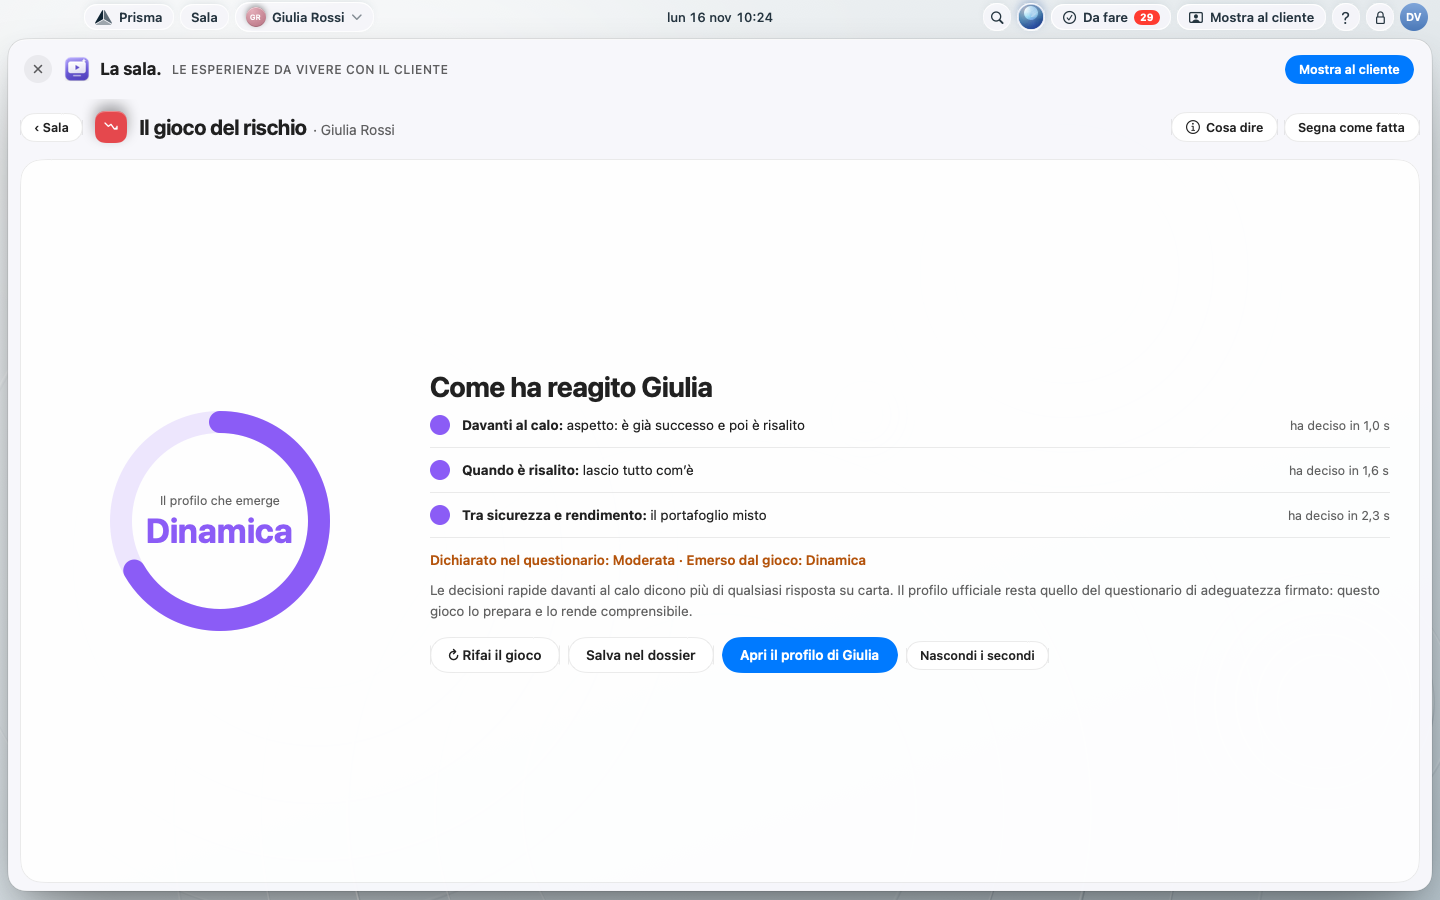 Prisma Sala GR Giulia Rossi lun 16 nov 10:24 Da fare 29 Mostra al cliente ? DV
La sala. LE ESPERIENZE DA VIVERE CON IL CLIENTE Mostra al cliente
‹ Sala Il gioco del rischio · Giulia Rossi Cosa dire Segna come fatta
Il profilo che emerge
Dinamica
Come ha reagito Giulia
Davanti al calo: aspetto: è già successo e poi è risalito ha deciso in 1,0 s
Quando è risalito: lascio tutto com'è ha deciso in 1,6 s
Tra sicurezza e rendimento: il portafoglio misto ha deciso in 2,3 s
Dichiarato nel questionario: Moderata · Emerso dal gioco: Dinamica
Le decisioni rapide davanti al calo dicono più di qualsiasi risposta su carta. Il profilo ufficiale resta quello del questionario di adeguatezza firmato: questo
gioco lo prepara e lo rende comprensibile.
↻ Rifai il gioco Salva nel dossier Apri il profilo di Giulia Nascondi i secondi